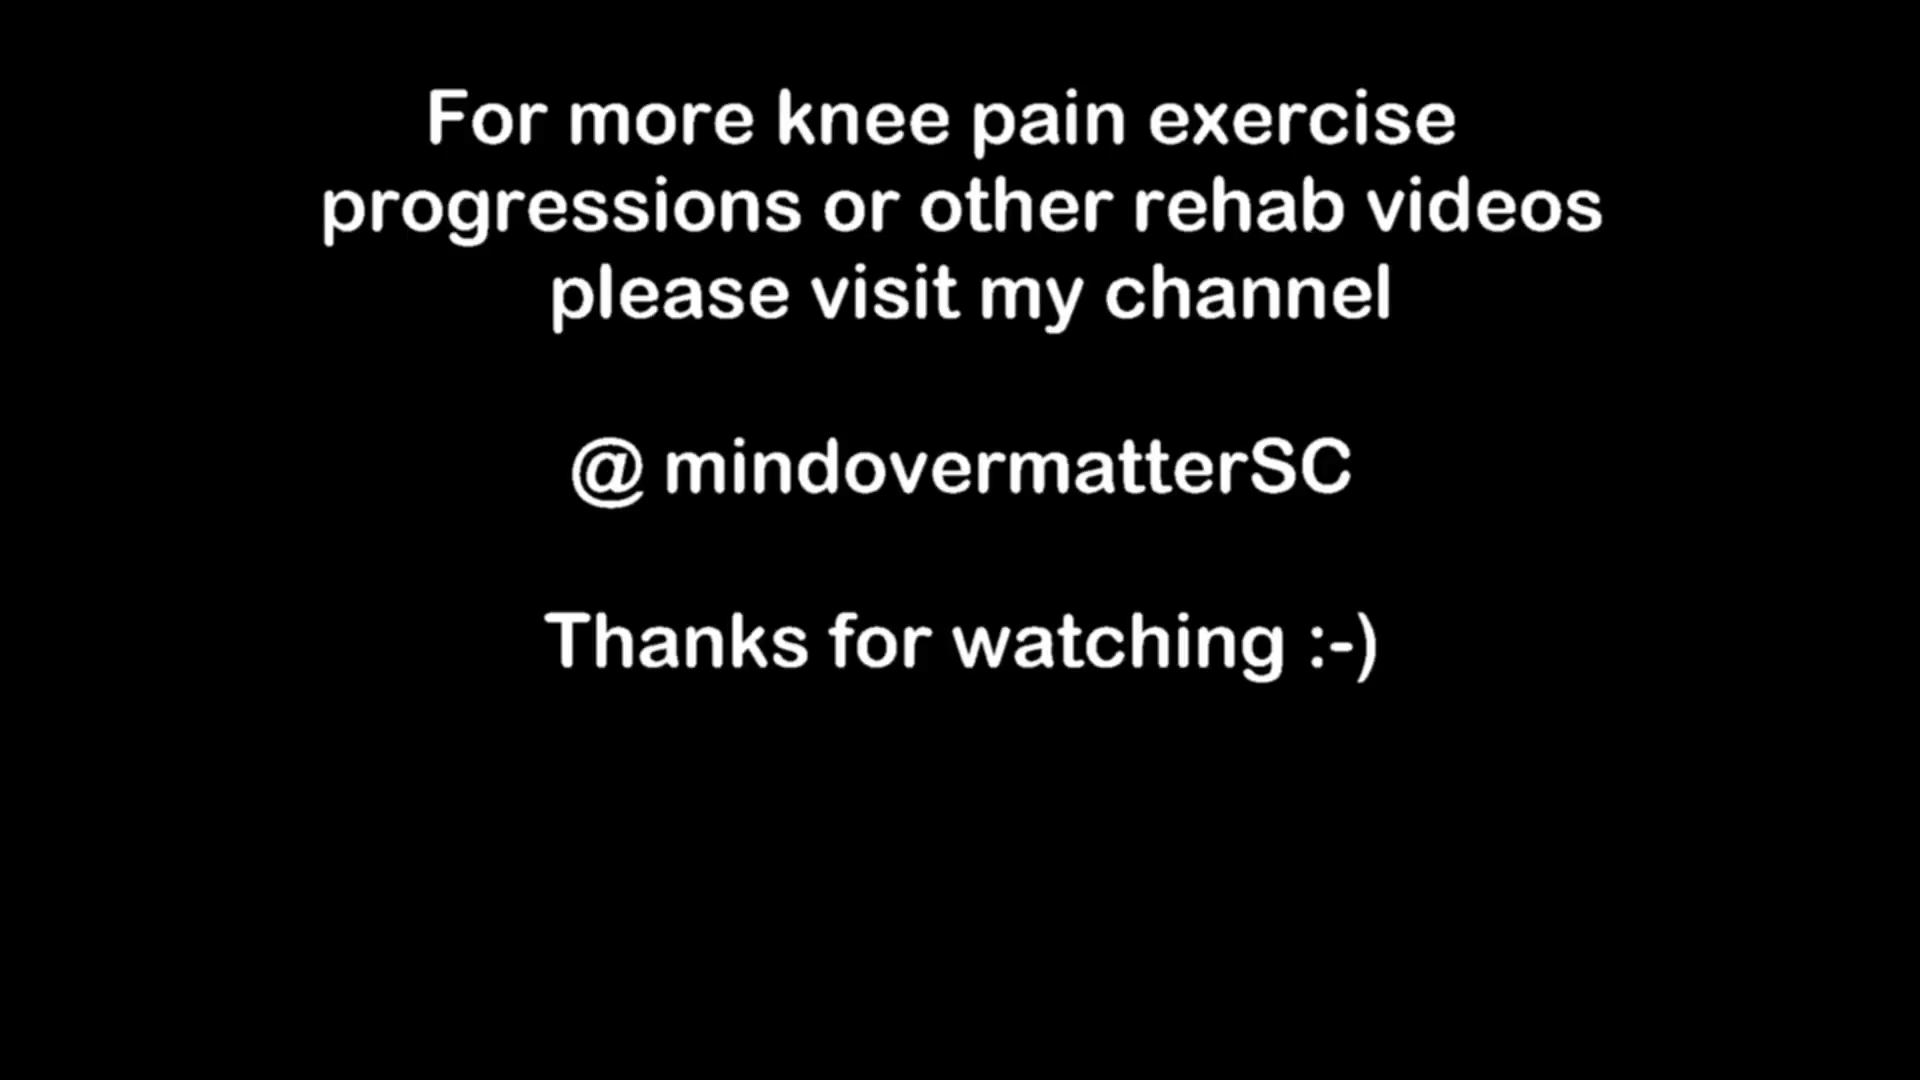 For more knee pain exercise
progressions or other rehab videos
please visit my channel
@ mindovermatterSC
Thanks for watching :-)